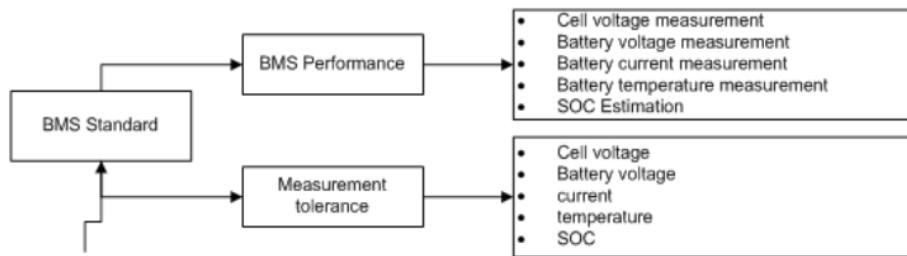 BMS Standard
BMS Performance
• Cell voltage measurement
• Battery voltage measurement
• Battery current measurement
• Battery temperature measurement
• SOC Estimation
Measurement
tolerance
• Cell voltage
• Battery voltage
• current
• temperature
• SOC